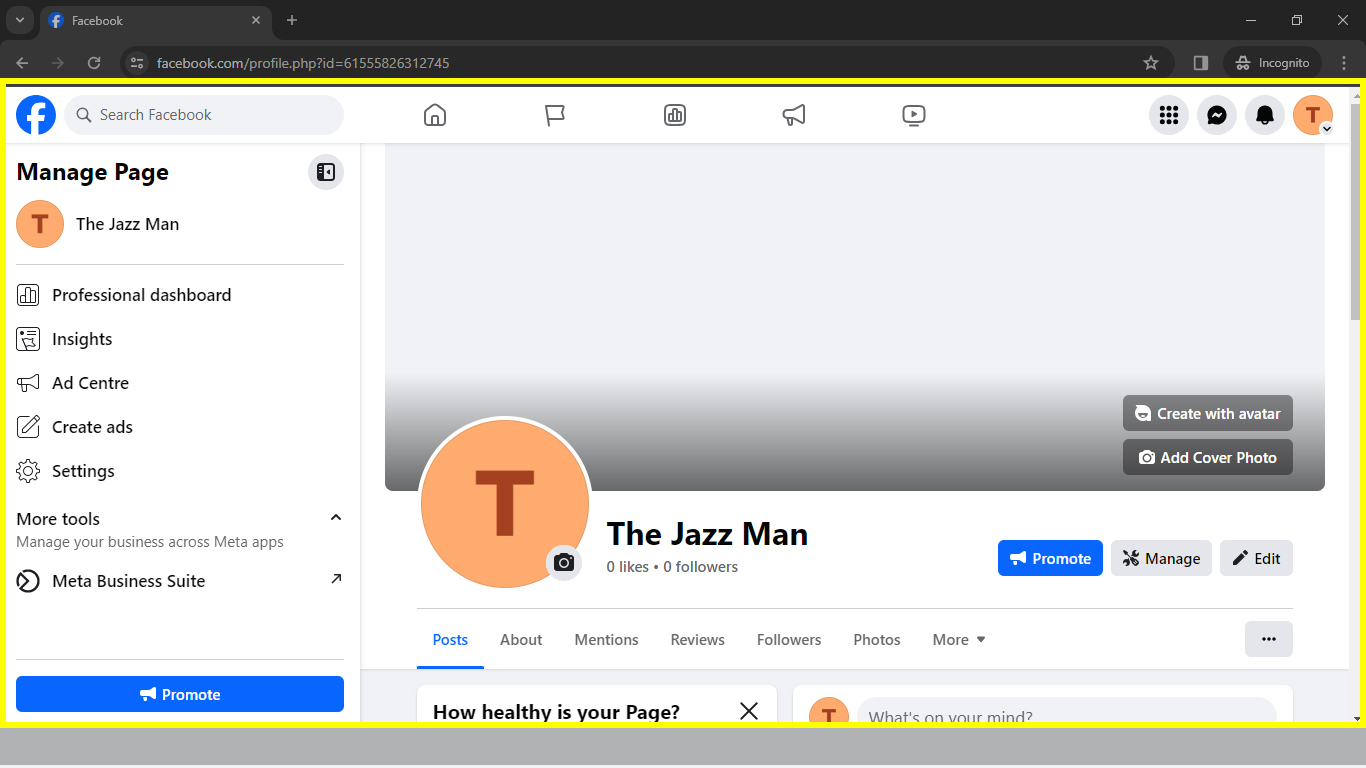 Facebook
facebook.com/profile.php?id=61555826312745
Incognito
Search Facebook
T
Manage Page
T The Jazz Man
Professional dashboard
Insights
Ad Centre
Create ads
Settings
More tools
Manage your business across Meta apps
Meta Business Suite
Promote
Create with avatar
Add Cover Photo
T
The Jazz Man
0 likes • 0 followers
Promote
Manage
Edit
Posts About Mentions Reviews Followers Photos More
How healthy is your Page?
T What's on your mind?